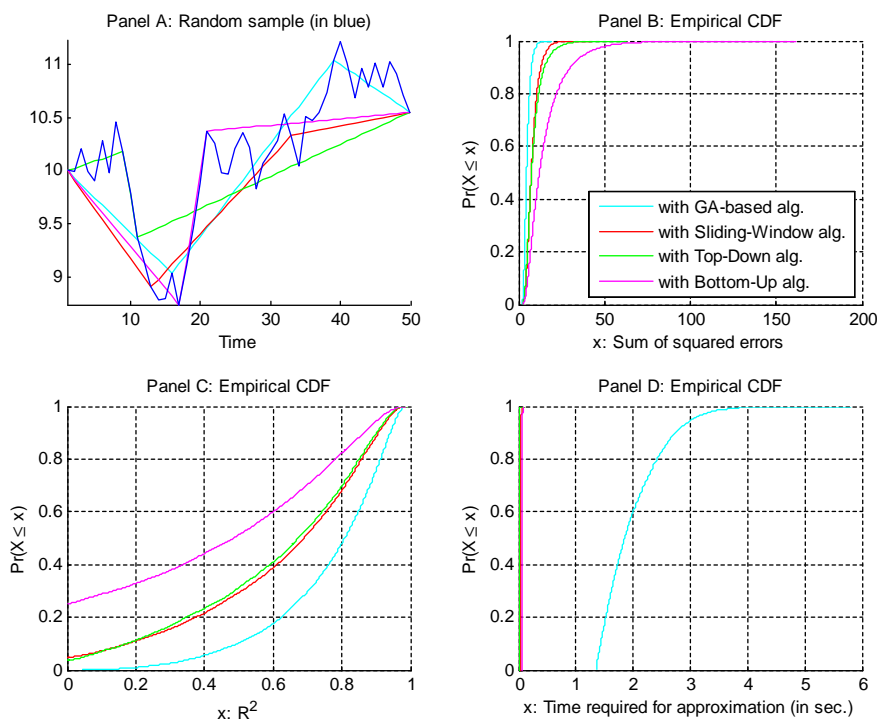 Panel A: Random sample (in blue)
11
10.5
10
9.5
9
10 20 30 40 50
Time
Panel B: Empirical CDF
Pr(X ≤ x)
1
0.8
0.6
0.4
0.2
0
with GA-based alg.
with Sliding-Window alg.
with Top-Down alg.
with Bottom-Up alg.
0 50 100 150 200
x: Sum of squared errors
Panel C: Empirical CDF
Pr(X ≤ x)
1
0.8
0.6
0.4
0.2
0
0 0.2 0.4 0.6 0.8 1
x: R²
Panel D: Empirical CDF
Pr(X ≤ x)
1
0.8
0.6
0.4
0.2
0
0 1 2 3 4 5 6
x: Time required for approximation (in sec.)